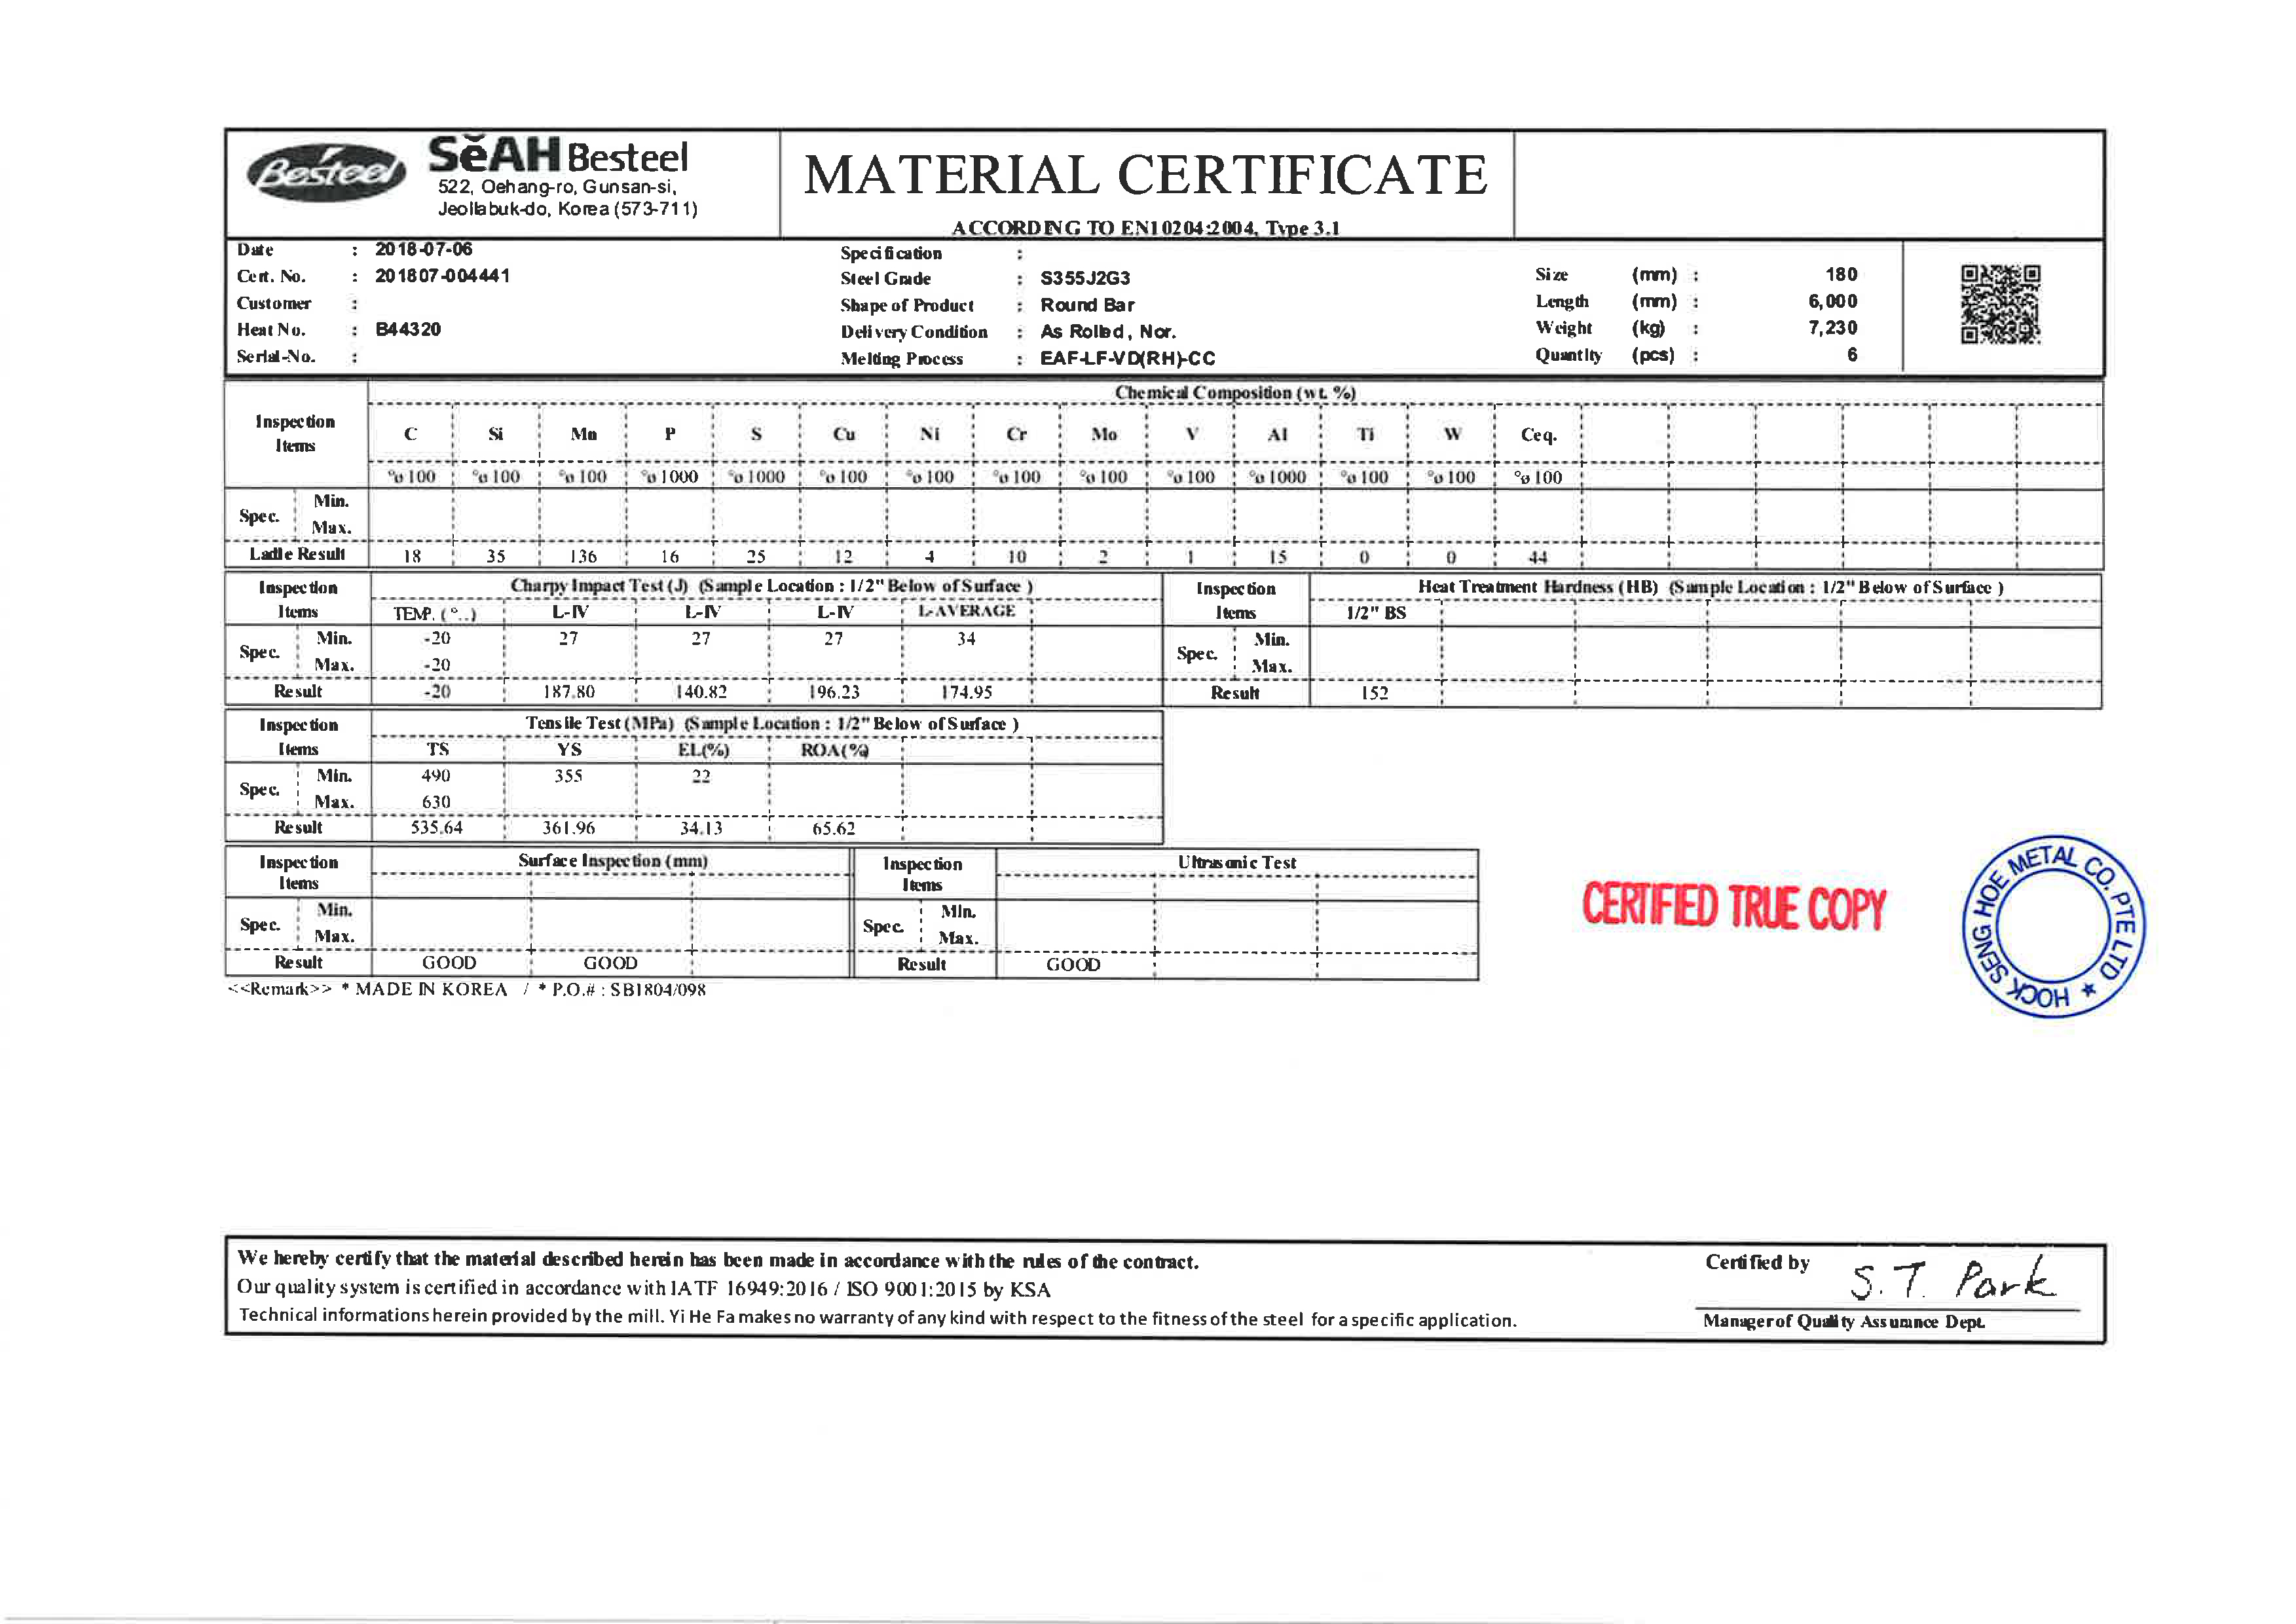 Besteel
SeAH Besteel
522, Oehang-ro, Gunsan-si,
Jeollabuk-do, Korea (573-711)
MATERIAL CERTIFICATE
ACCORDING TO EN10204:2004, Type 3.1
Date : 2018-07-06
Cert. No. : 201807-004441
Customer :
Heat No. : B44320
Serial-No. :
Specification :
Steel Grade : S355J2G3
Shape of Product : Round Bar
Delivery Condition : As Rolled, Nor.
Melting Process : EAF-LF-VD(RH)-CC
Size (mm) : 180
Length (mm) : 6,000
Weight (kg) : 7,230
Quantity (pcs) : 6
Inspection Items
Chemical Composition (wt. %)
C Si Mn P S Cu Ni Cr Mo V Al Ti W Ceq.
% 100 % 100 % 100 % 1000 % 1000 % 100 % 100 % 100 % 100 % 100 % 1000 % 100 % 100 % 100
Spec. Min.
Max.
Ladle Result 18 35 136 16 25 12 4 10 2 1 15 0 0 44
Inspection Items
Charpy Impact Test (J) (Sample Location : 1/2" Below of Surface )
TEMP. (°..) L-IV L-IV L-IV L-AVERAGE
Spec. Min. -20 27 27 27 34
Max. -20
Result -20 187.80 140.82 196.23 174.95
Inspection Items
Heat Treatment Hardness (HB) (Sample Location : 1/2" Below of Surface )
1/2" BS
Spec. Min.
Max.
Result 152
Inspection Items
Tensile Test (MPa) (Sample Location : 1/2" Below of Surface )
TS YS EL(%) ROA(%)
Spec. Min. 490 355 22
Max. 630
Result 535.64 361.96 34.13 65.62
Inspection Items
Surface Inspection (mm)
Spec. Min.
Max.
Result GOOD GOOD
Inspection Items
Ultrasonic Test
Spec. Min.
Max.
Result GOOD
<<Remark>> * MADE IN KOREA / * P.O.# : SB1804/098
CERTIFIED TRUE COPY
HOCK SENG HOE METAL CO. PTE LTD ★
We hereby certify that the material described herein has been made in accordance with the rules of the contract.
Our quality system is certified in accordance with IATF 16949:2016 / ISO 9001:2015 by KSA
Technical informations herein provided by the mill. Yi He Fa makes no warranty of any kind with respect to the fitness of the steel for a specific application.
Certified by S.T. Park
Manager of Quality Assurance Dept.